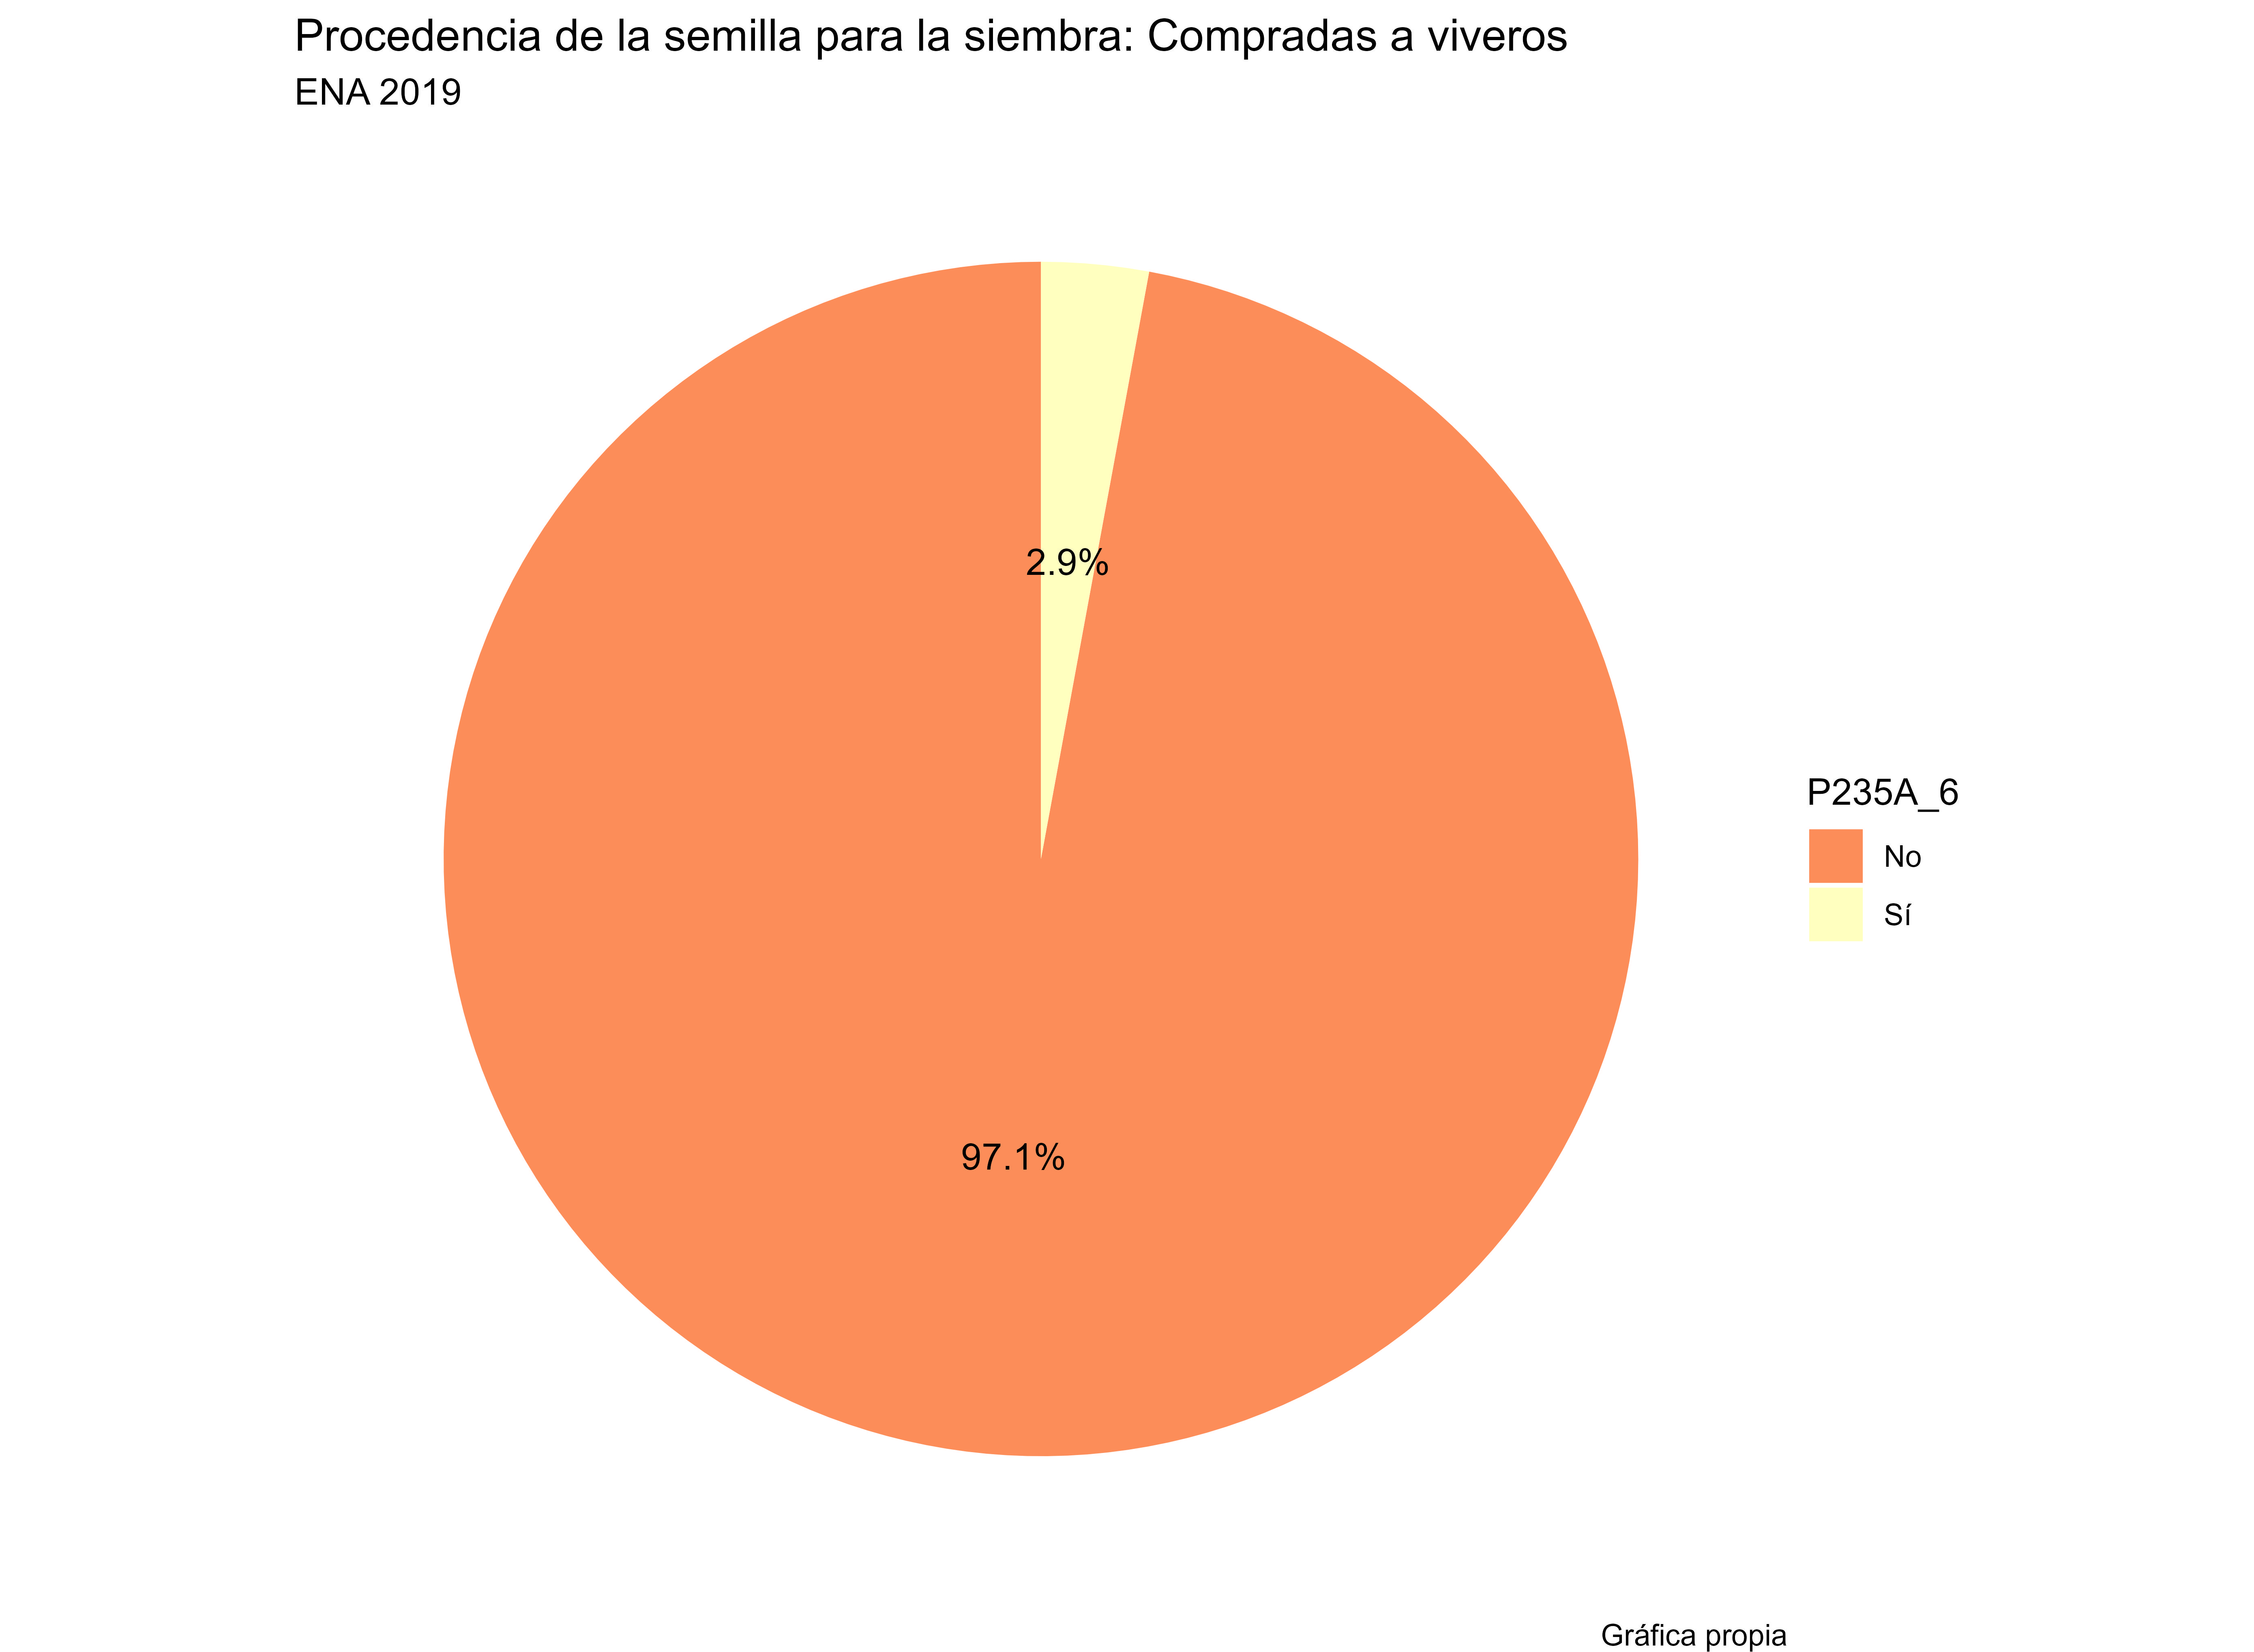 Procedencia de la semilla para la siembra: Compradas a viveros
ENA 2019
2.9%
97.1%
P235A_6
No
Sí
Gráfica propia